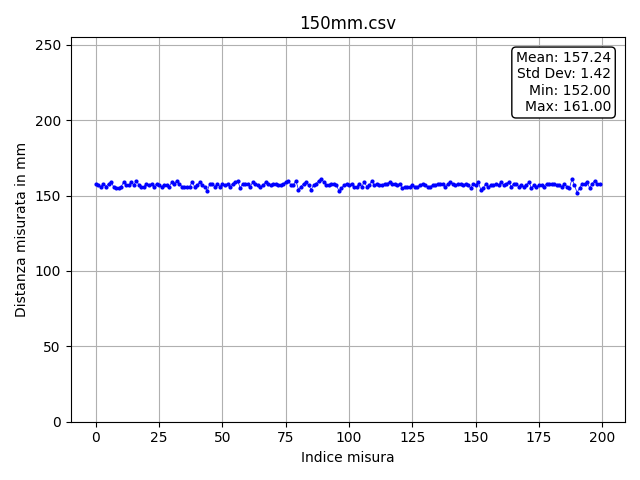 150mm.csv
Mean: 157.24
Std Dev: 1.42
Min: 152.00
Max: 161.00
Distanza misurata in mm
250
200
150
100
50
0
0 25 50 75 100 125 150 175 200
Indice misura